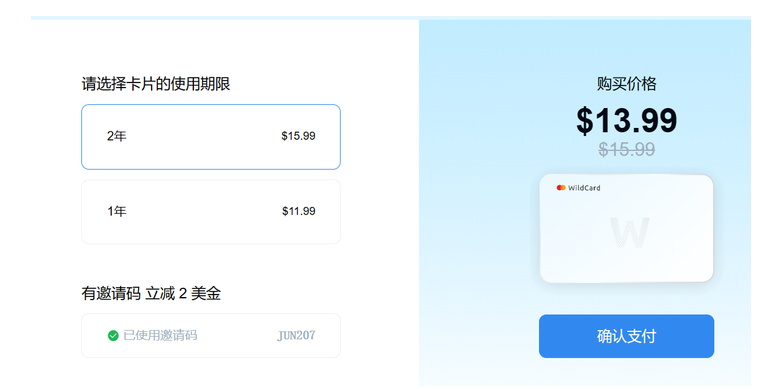 请选择卡片的使用期限
2年 $15.99
1年 $11.99
有邀请码 立减 2 美金
已使用邀请码 JUN207
购买价格
$13.99
$15.99
WildCard
W
确认支付